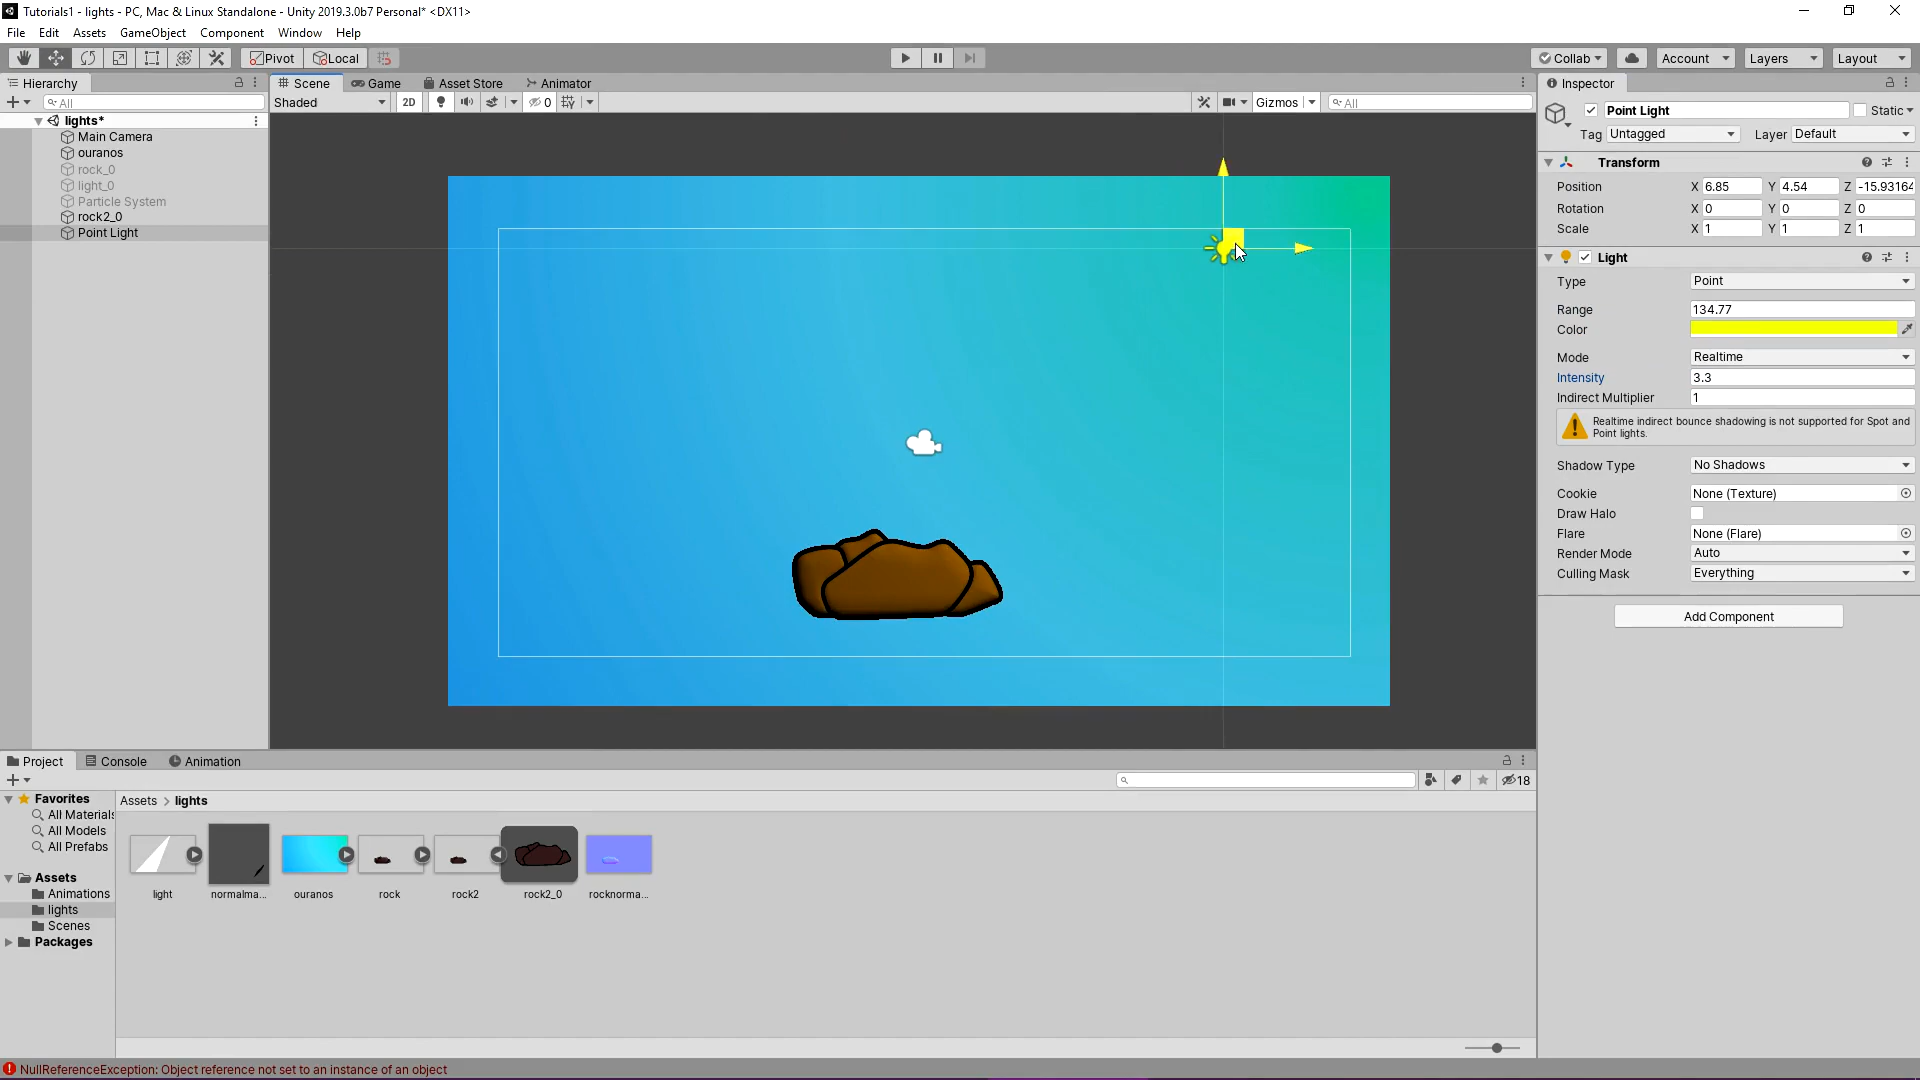 Tutorials1 - lights - PC, Mac & Linux Standalone - Unity 2019.3.0b7 Personal* <DX11>
File Edit Assets GameObject Component Window Help
Pivot Local Collab Account Layers Layout
Hierarchy
All
lights*
Main Camera
ouranos
rock_0
light_0
Particle System
rock2_0
Point Light
Scene Game Asset Store Animator
Shaded 2D 0 Gizmos All
Inspector
Point Light Static
Tag Untagged Layer Default
Transform
Position X 6.85 Y 4.54 Z -15.93164
Rotation X 0 Y 0 Z 0
Scale X 1 Y 1 Z 1
Light
Type Point
Range 134.77
Color
Mode Realtime
Intensity 3.3
Indirect Multiplier 1
Realtime indirect bounce shadowing is not supported for Spot and
Point lights.
Shadow Type No Shadows
Cookie None (Texture)
Draw Halo
Flare None (Flare)
Render Mode Auto
Culling Mask Everything
Add Component
Project Console Animation
18
Favorites
All Materials
All Models
All Prefabs
Assets
Animations
lights
Scenes
Packages
Assets > lights
light normalma... ouranos rock rock2 rock2_0 rocknorma...
NullReferenceException: Object reference not set to an instance of an object